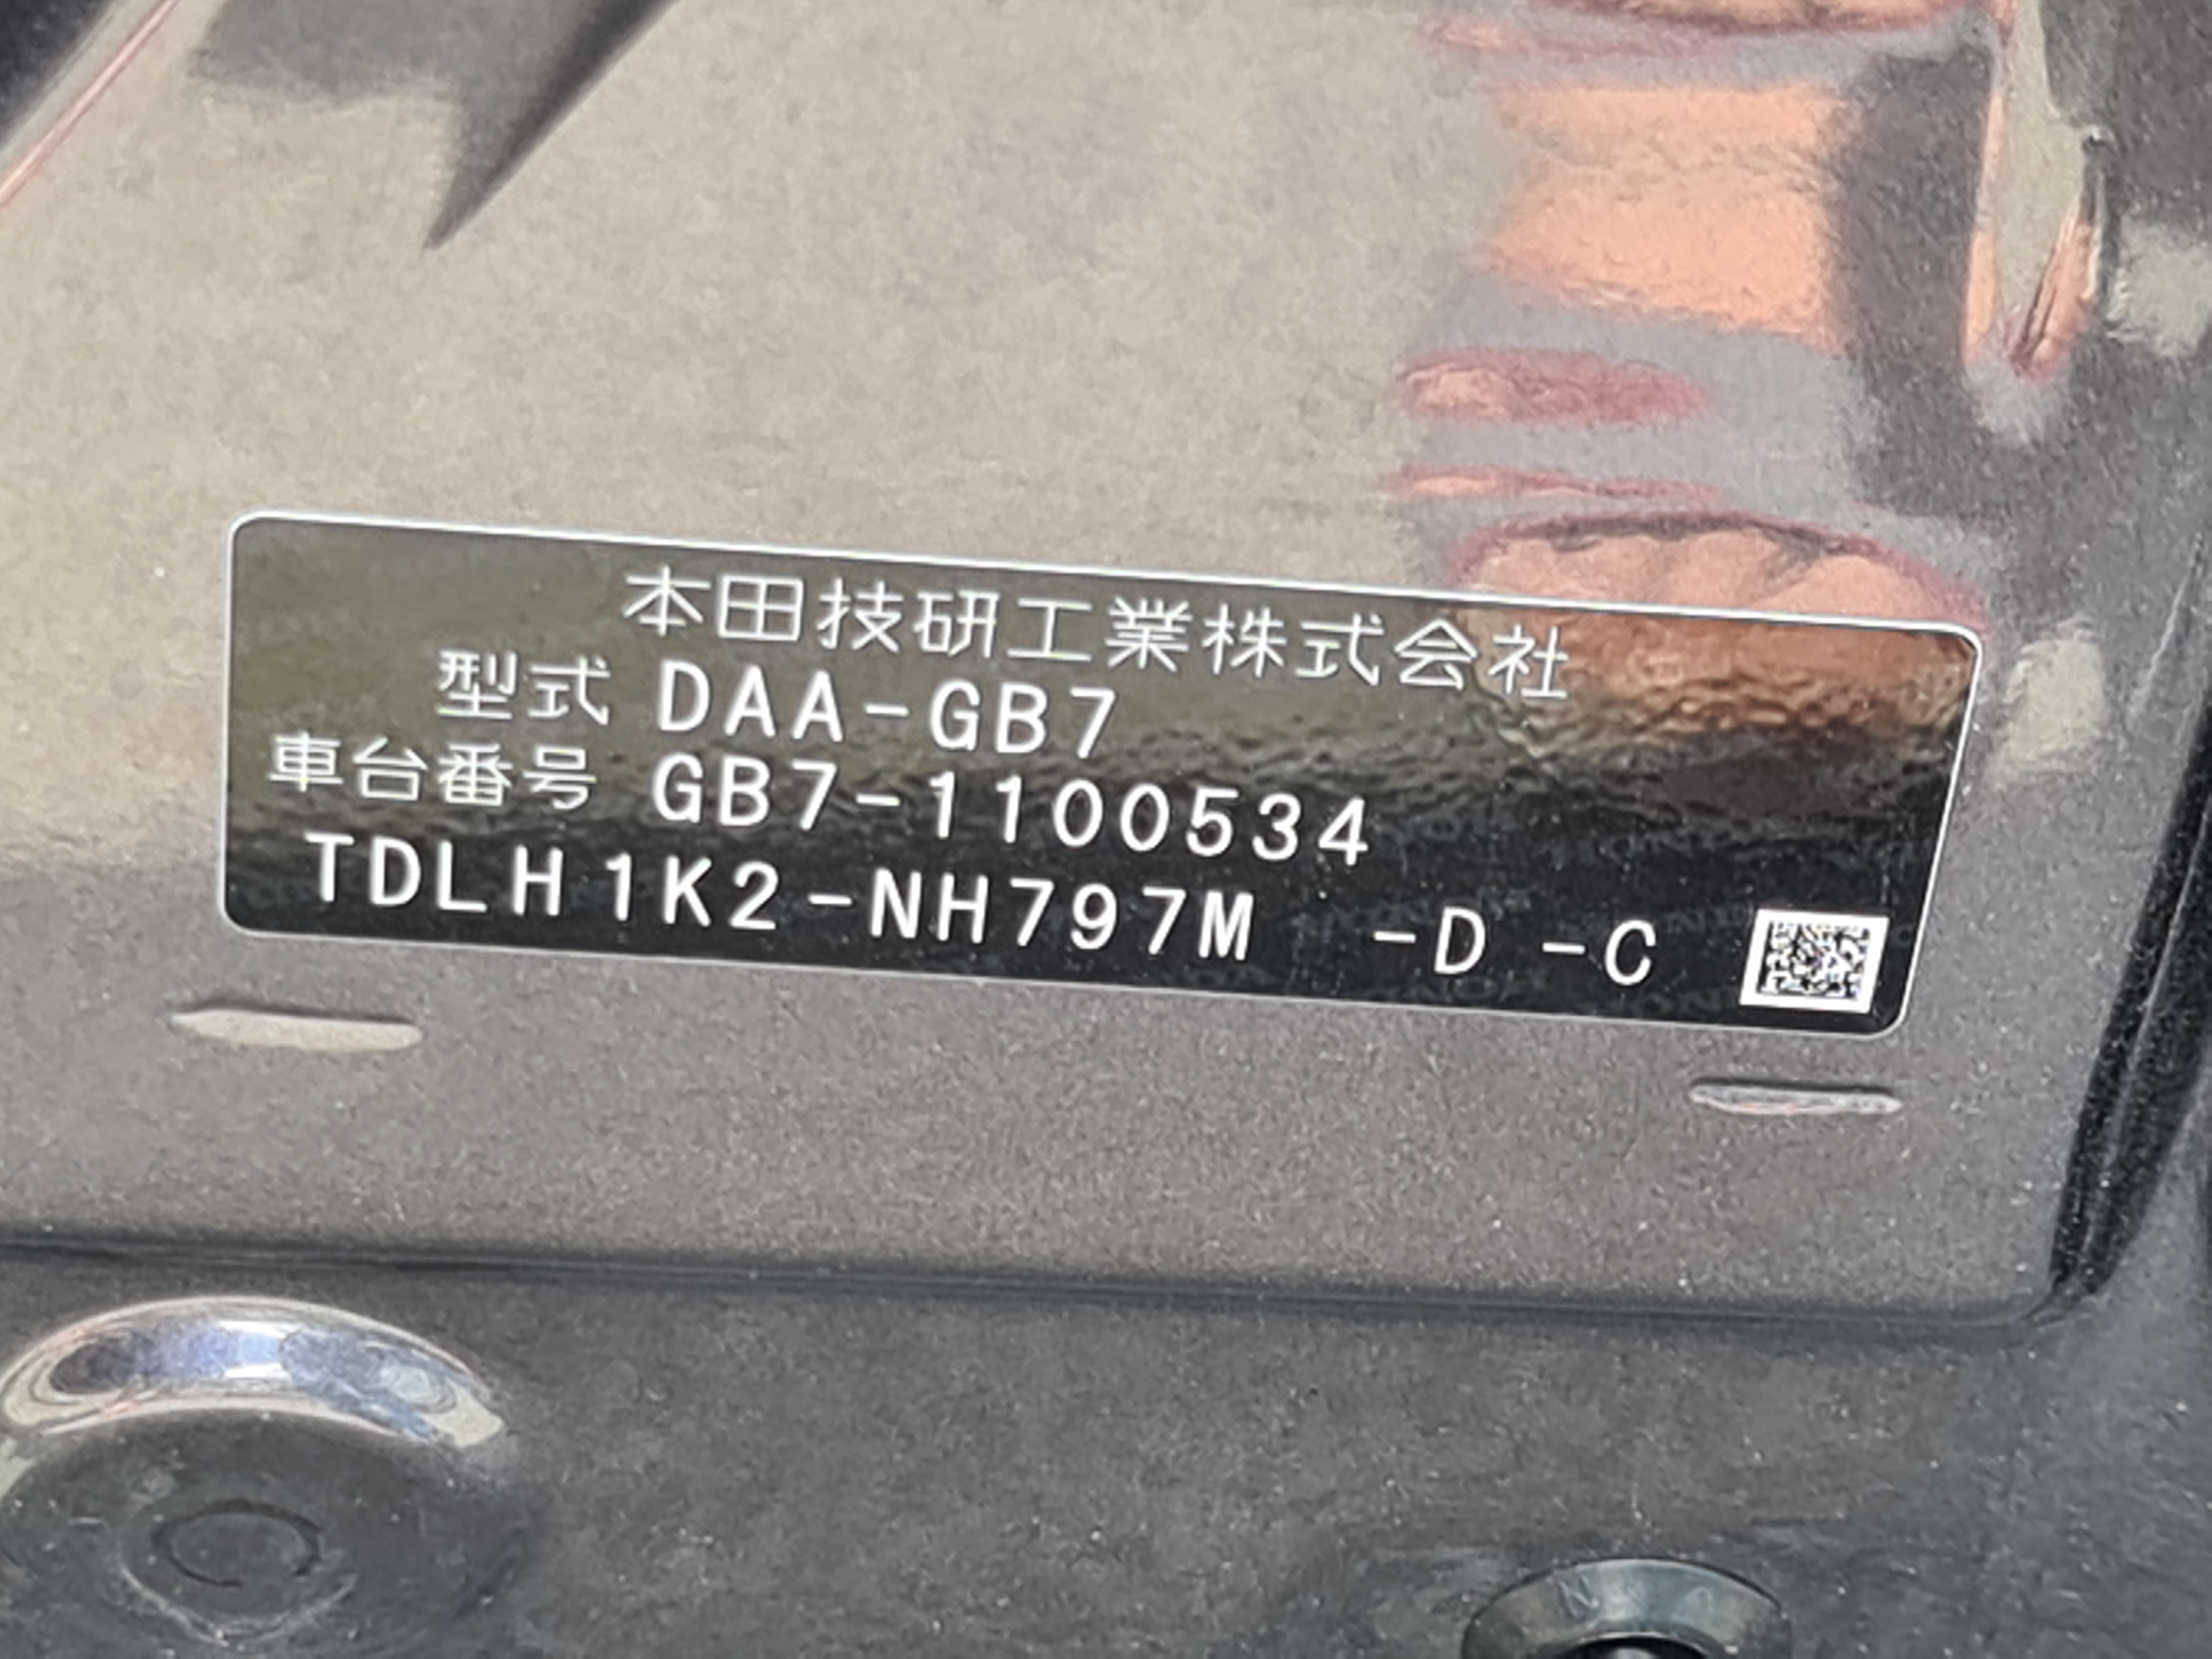 本田技研工業株式会社
型式 DAA-GB7
車台番号 GB7-1100534
TDLH1K2-NH797M -D -C